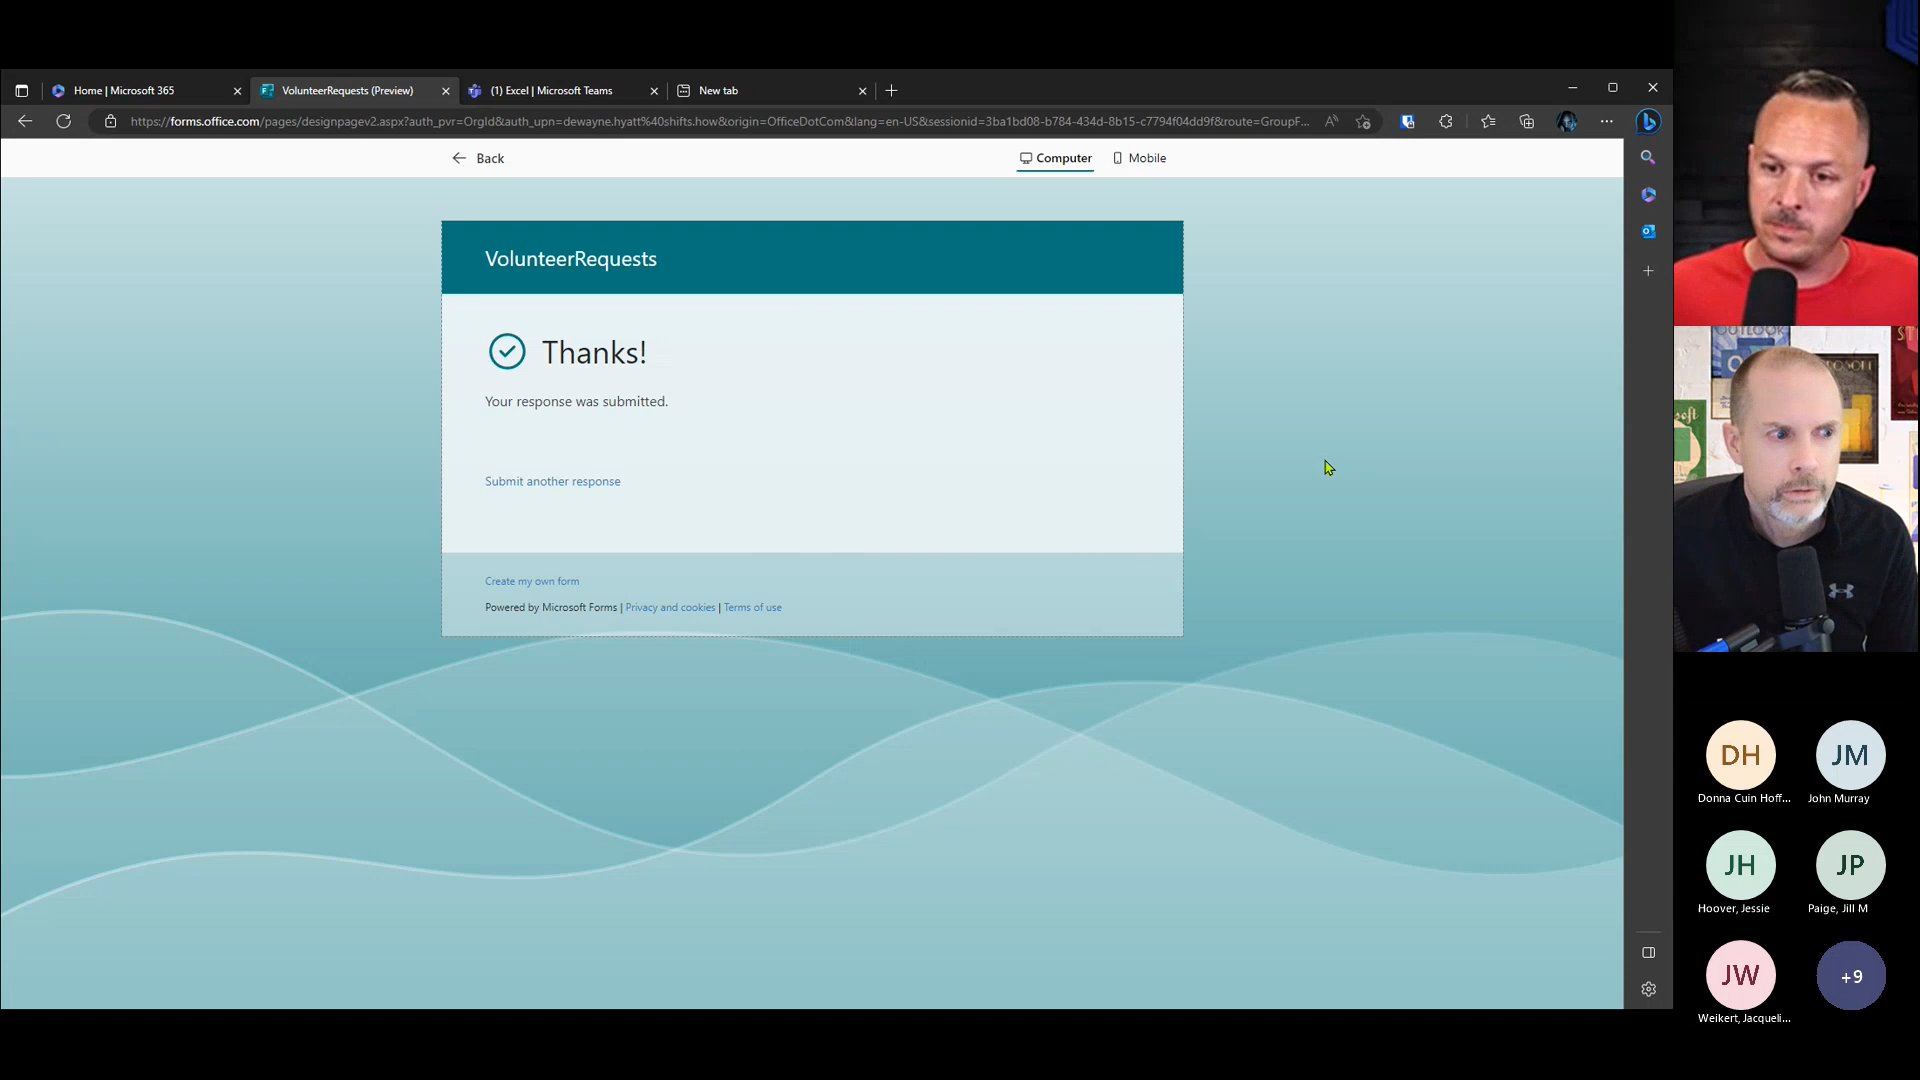 Home | Microsoft 365
VolunteerRequests (Preview)
(1) Excel | Microsoft Teams
New tab
https://forms.office.com/pages/designpagev2.aspx?auth_pvr=OrgId&auth_upn=dewayne.hyatt%40shifts.how&origin=OfficeDotCom&lang=en-US&sessionid=3ba1bd08-b784-434d-8b15-c7794f04dd9f&route=GroupF...
Back
Computer
Mobile
VolunteerRequests
Thanks!
Your response was submitted.
Submit another response
Create my own form
Powered by Microsoft Forms | Privacy and cookies | Terms of use
OUTLOOK
DH
Donna Cuin Hoff...
JM
John Murray
JH
Hoover, Jessie
JP
Paige, Jill M
JW
Weikert, Jacqueli...
+9